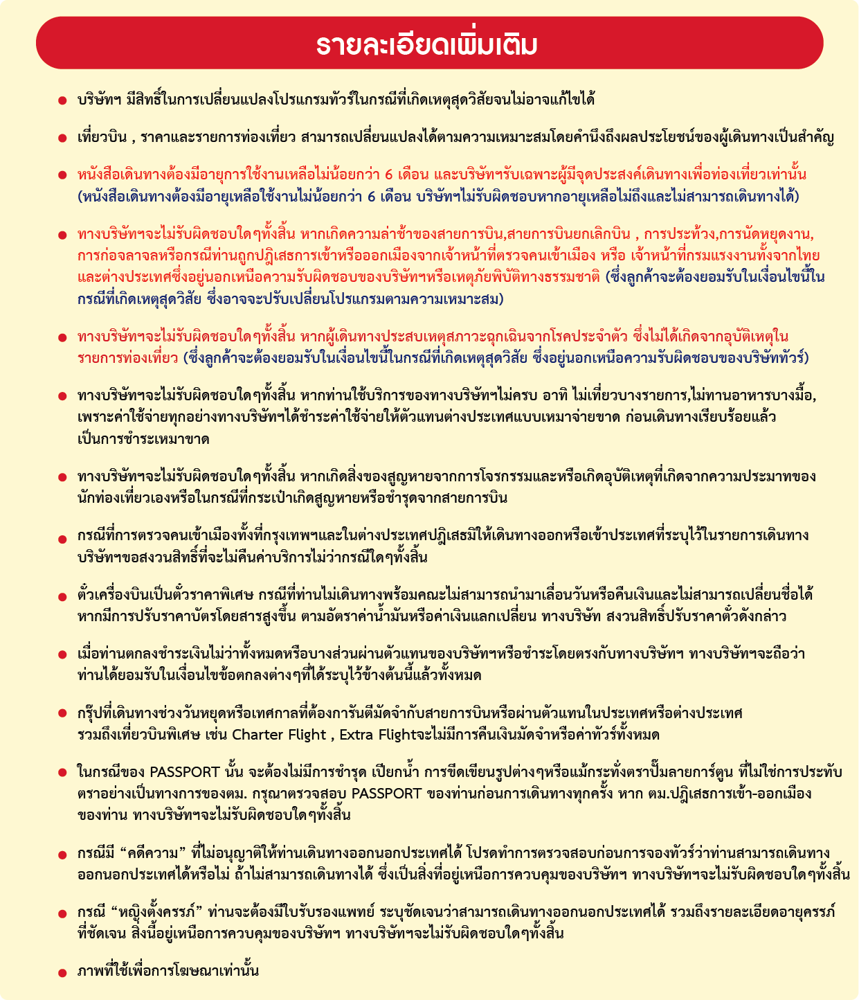 รายละเอียดเพิ่มเติม
บริษัทฯ มีสิทธิ์ในการเปลี่ยนแปลงโปรแกรมทัวร์ในกรณีที่เกิดเหตุสุดวิสัยจนไม่อาจแก้ไขได้
เที่ยวบิน , ราคาและรายการท่องเที่ยว สามารถเปลี่ยนแปลงได้ตามความเหมาะสมโดยคำนึงถึงผลประโยชน์ของผู้เดินทางเป็นสำคัญ
หนังสือเดินทางต้องมีอายุการใช้งานเหลือไม่น้อยกว่า 6 เดือน และบริษัทฯรับเฉพาะผู้มีจุดประสงค์เดินทางเพื่อท่องเที่ยวเท่านั้น
(หนังสือเดินทางต้องมีอายุเหลือใช้งานไม่น้อยกว่า 6 เดือน บริษัทฯไม่รับผิดชอบหากอายุเหลือไม่ถึงและไม่สามารถเดินทางได้)
ทางบริษัทฯจะไม่รับผิดชอบใดๆทั้งสิ้น หากเกิดความล่าช้าของสายการบิน,สายการบินยกเลิกบิน , การประท้วง,การนัดหยุดงาน,
การก่อจลาจลหรือกรณีท่านถูกปฏิเสธการเข้าหรือออกเมืองจากเจ้าหน้าที่ตรวจคนเข้าเมือง หรือ เจ้าหน้าที่กรมแรงงานทั้งจากไทย
และต่างประเทศซึ่งอยู่นอกเหนือความรับผิดชอบของบริษัทฯหรือเหตุภัยพิบัติทางธรรมชาติ (ซึ่งลูกค้าจะต้องยอมรับในเงื่อนไขนี้ใน
กรณีที่เกิดเหตุสุดวิสัย ซึ่งอาจจะปรับเปลี่ยนโปรแกรมตามความเหมาะสม)
ทางบริษัทฯจะไม่รับผิดชอบใดๆทั้งสิ้น หากผู้เดินทางประสบเหตุสภาวะฉุกเฉินจากโรคประจำตัว ซึ่งไม่ได้เกิดจากอุบัติเหตุใน
รายการท่องเที่ยว (ซึ่งลูกค้าจะต้องยอมรับในเงื่อนไขนี้ในกรณีที่เกิดเหตุสุดวิสัย ซึ่งอยู่นอกเหนือความรับผิดชอบของบริษัททัวร์)
ทางบริษัทฯจะไม่รับผิดชอบใดๆทั้งสิ้น หากท่านใช้บริการของทางบริษัทฯไม่ครบ อาทิ ไม่เที่ยวบางรายการ,ไม่ทานอาหารบางมื้อ,
เพราะค่าใช้จ่ายทุกอย่างทางบริษัทฯได้ชำระค่าใช้จ่ายให้ตัวแทนต่างประเทศแบบเหมาจ่ายขาด ก่อนเดินทางเรียบร้อยแล้ว
เป็นการชำระเหมาขาด
ทางบริษัทฯจะไม่รับผิดชอบใดๆทั้งสิ้น หากเกิดสิ่งของสูญหายจากการโจรกรรมและหรือเกิดอุบัติเหตุที่เกิดจากความประมาทของ
นักท่องเที่ยวเองหรือในกรณีที่กระเป๋าเกิดสูญหายหรือชำรุดจากสายการบิน
กรณีที่การตรวจคนเข้าเมืองทั้งที่กรุงเทพฯและในต่างประเทศปฏิเสธมิให้เดินทางออกหรือเข้าประเทศที่ระบุไว้ในรายการเดินทาง
บริษัทฯขอสงวนสิทธิ์ที่จะไม่คืนค่าบริการไม่ว่ากรณีใดๆทั้งสิ้น
ตั๋วเครื่องบินเป็นตั๋วราคาพิเศษ กรณีที่ท่านไม่เดินทางพร้อมคณะไม่สามารถนำมาเลื่อนวันหรือคืนเงินและไม่สามารถเปลี่ยนชื่อได้
หากมีการปรับราคาบัตรโดยสารสูงขึ้น ตามอัตราค่าน้ำมันหรือค่าเงินแลกเปลี่ยน ทางบริษัท สงวนสิทธิ์ปรับราคาตั๋วดังกล่าว
เมื่อท่านตกลงชำระเงินไม่ว่าทั้งหมดหรือบางส่วนผ่านตัวแทนของบริษัทฯหรือชำระโดยตรงกับทางบริษัทฯ ทางบริษัทฯจะถือว่า
ท่านได้ยอมรับในเงื่อนไขข้อตกลงต่างๆที่ได้ระบุไว้ข้างต้นนี้แล้วทั้งหมด
กรุ๊ปที่เดินทางช่วงวันหยุดหรือเทศกาลที่ต้องการันตีมัดจำกับสายการบินหรือผ่านตัวแทนในประเทศหรือต่างประเทศ
รวมถึงเที่ยวบินพิเศษ เช่น Charter Flight , Extra Flightจะไม่มีการคืนเงินมัดจำหรือค่าทัวร์ทั้งหมด
ในกรณีของ PASSPORT นั้น จะต้องไม่มีการชำรุด เปียกน้ำ การขีดเขียนรูปต่างๆหรือแม้กระทั่งตราปั๊มลายการ์ตูน ที่ไม่ใช่การประทับ
ตราอย่างเป็นทางการของตม. กรุณาตรวจสอบ PASSPORT ของท่านก่อนการเดินทางทุกครั้ง หาก ตม.ปฏิเสธการเข้า-ออกเมือง
ของท่าน ทางบริษัทฯจะไม่รับผิดชอบใดๆทั้งสิ้น
กรณีมี “คดีความ” ที่ไม่อนุญาติให้ท่านเดินทางออกนอกประเทศได้ โปรดทำการตรวจสอบก่อนการจองทัวร์ว่าท่านสามารถเดินทาง
ออกนอกประเทศได้หรือไม่ ถ้าไม่สามารถเดินทางได้ ซึ่งเป็นสิ่งที่อยู่เหนือการควบคุมของบริษัทฯ ทางบริษัทฯจะไม่รับผิดชอบใดๆทั้งสิ้น
กรณี “หญิงตั้งครรภ์” ท่านจะต้องมีใบรับรองแพทย์ ระบุชัดเจนว่าสามารถเดินทางออกนอกประเทศได้ รวมถึงรายละเอียดอายุครรภ์
ที่ชัดเจน สิ่งนี้อยู่เหนือการควบคุมของบริษัทฯ ทางบริษัทฯจะไม่รับผิดชอบใดๆทั้งสิ้น
ภาพที่ใช้เพื่อการโฆษณาเท่านั้น